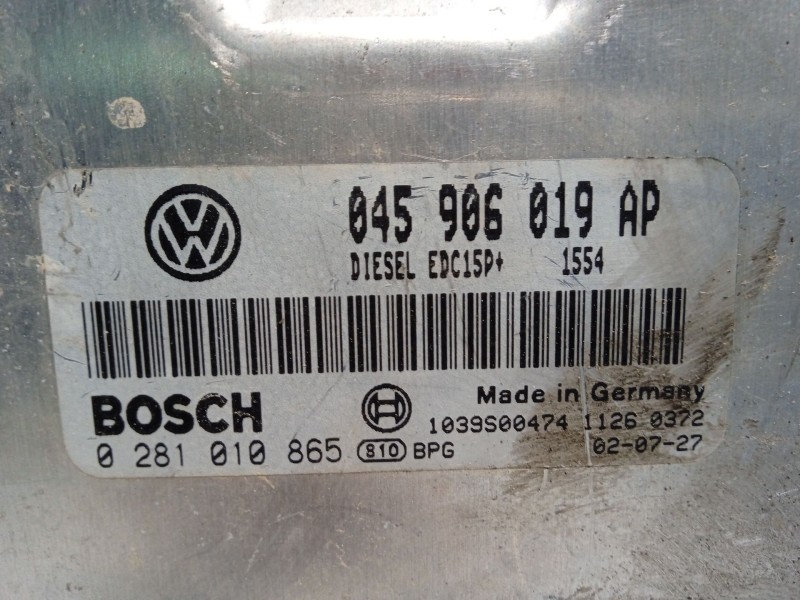 045 906 019 AP
DIESEL EDC15P+ 1554
BOSCH
Made in Germany
1039S00474 1126 0372
0 281 010 865 810 BPG 02-07-27